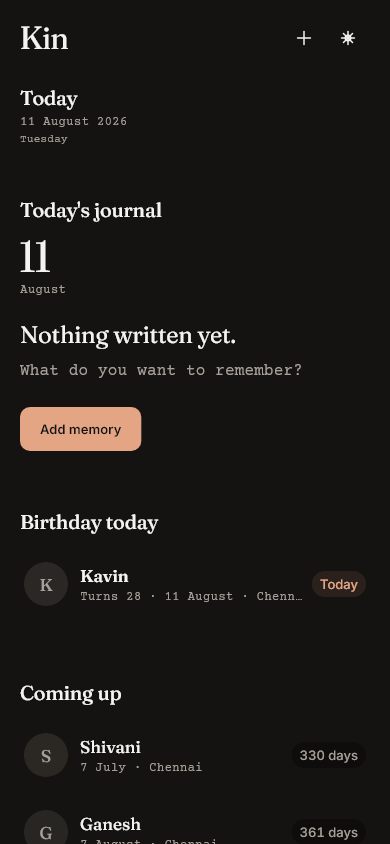 Kin
Today
11 August 2026
Tuesday
Today's journal
11
August
Nothing written yet.
What do you want to remember?
Add memory
Birthday today
K
Kavin
Turns 28 · 11 August · Chenn…
Today
Coming up
S
Shivani
7 July · Chennai
330 days
G
Ganesh
7 August · Chennai
361 days